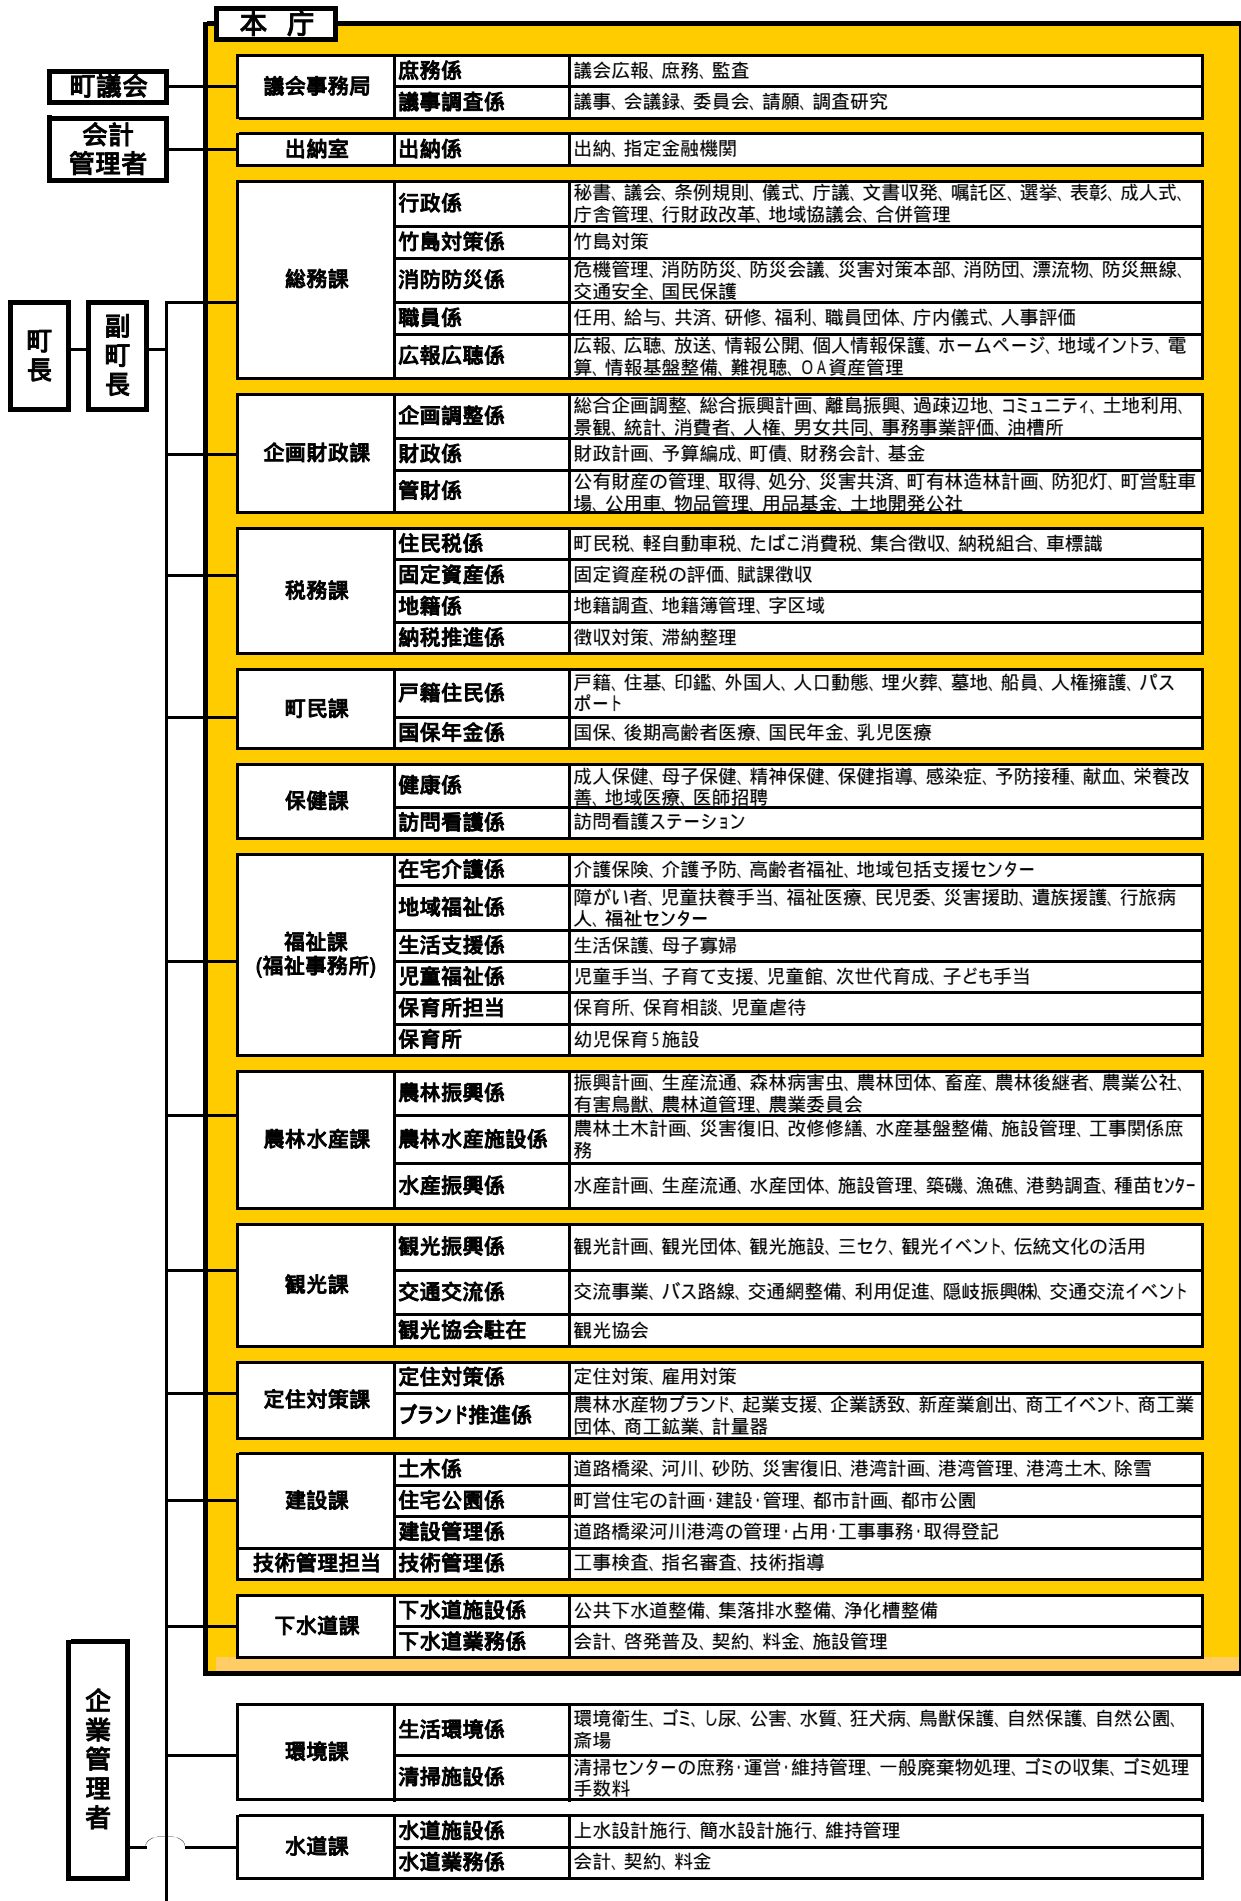 本庁
町議会
議会事務局
庶務係
議会広報、庶務、監査
議事調査係
議事、会議録、委員会、請願、調査研究
会計
管理者
出納室
出納係
出納、指定金融機関
町長
副町長
総務課
行政係
秘書、議会、条例規則、儀式、庁議、文書収発、嘱託区、選挙、表彰、成人式、
庁舎管理、行財政改革、地域協議会、合併管理
竹島対策係
竹島対策
消防防災係
危機管理、消防防災、防災会議、災害対策本部、消防団、漂流物、防災無線、
交通安全、国民保護
職員係
任用、給与、共済、研修、福利、職員団体、庁内儀式、人事評価
広報広聴係
広報、広聴、放送、情報公開、個人情報保護、ホームページ、地域イントラ、電
算、情報基盤整備、難視聴、OA資産管理
企画財政課
企画調整係
総合企画調整、総合振興計画、離島振興、過疎辺地、コミュニティ、土地利用、
景観、統計、消費者、人権、男女共同、事務事業評価、油槽所
財政係
財政計画、予算編成、町債、財務会計、基金
管財係
公有財産の管理、取得、処分、災害共済、町有林造林計画、防犯灯、町営駐車
場、公用車、物品管理、用品基金、土地開発公社
税務課
住民税係
町民税、軽自動車税、たばこ消費税、集合徴収、納税組合、車標識
固定資産係
固定資産税の評価、賦課徴収
地籍係
地籍調査、地籍簿管理、字区域
納税推進係
徴収対策、滞納整理
町民課
戸籍住民係
戸籍、住基、印鑑、外国人、人口動態、埋火葬、墓地、船員、人権擁護、パス
ポート
国保年金係
国保、後期高齢者医療、国民年金、乳児医療
保健課
健康係
成人保健、母子保健、精神保健、保健指導、感染症、予防接種、献血、栄養改
善、地域医療、医師招聘
訪問看護係
訪問看護ステーション
福祉課
(福祉事務所)
在宅介護係
介護保険、介護予防、高齢者福祉、地域包括支援センター
地域福祉係
障がい者、児童扶養手当、福祉医療、民児委、災害援助、遺族援護、行旅病
人、福祉センター
生活支援係
生活保護、母子寡婦
児童福祉係
児童手当、子育て支援、児童館、次世代育成、子ども手当
保育所担当
保育所、保育相談、児童虐待
保育所
幼児保育5施設
農林水産課
農林振興係
振興計画、生産流通、森林病害虫、農林団体、畜産、農林後継者、農業公社、
有害鳥獣、農林道管理、農業委員会
農林水産施設係
農林土木計画、災害復旧、改修修繕、水産基盤整備、施設管理、工事関係庶
務
水産振興係
水産計画、生産流通、水産団体、施設管理、築磯、漁礁、港勢調査、種苗センター
観光課
観光振興係
観光計画、観光団体、観光施設、三セク、観光イベント、伝統文化の活用
交通交流係
交流事業、バス路線、交通網整備、利用促進、隠岐振興㈱、交通交流イベント
観光協会駐在
観光協会
定住対策課
定住対策係
定住対策、雇用対策
ブランド推進係
農林水産物ブランド、起業支援、企業誘致、新産業創出、商工イベント、商工業
団体、商工鉱業、計量器
建設課
土木係
道路橋梁、河川、砂防、災害復旧、港湾計画、港湾管理、港湾土木、除雪
住宅公園係
町営住宅の計画・建設・管理、都市計画、都市公園
建設管理係
道路橋梁河川港湾の管理・占用・工事事務・取得登記
技術管理担当
技術管理係
工事検査、指名審査、技術指導
下水道課
下水道施設係
公共下水道整備、集落排水整備、浄化槽整備
下水道業務係
会計、啓発普及、契約、料金、施設管理
企業管理者
環境課
生活環境係
環境衛生、ゴミ、し尿、公害、水質、狂犬病、鳥獣保護、自然保護、自然公園、
斎場
清掃施設係
清掃センターの庶務・運営・維持管理、一般廃棄物処理、ゴミの収集、ゴミ処理
手数料
水道課
水道施設係
上水設計施行、簡水設計施行、維持管理
水道業務係
会計、契約、料金